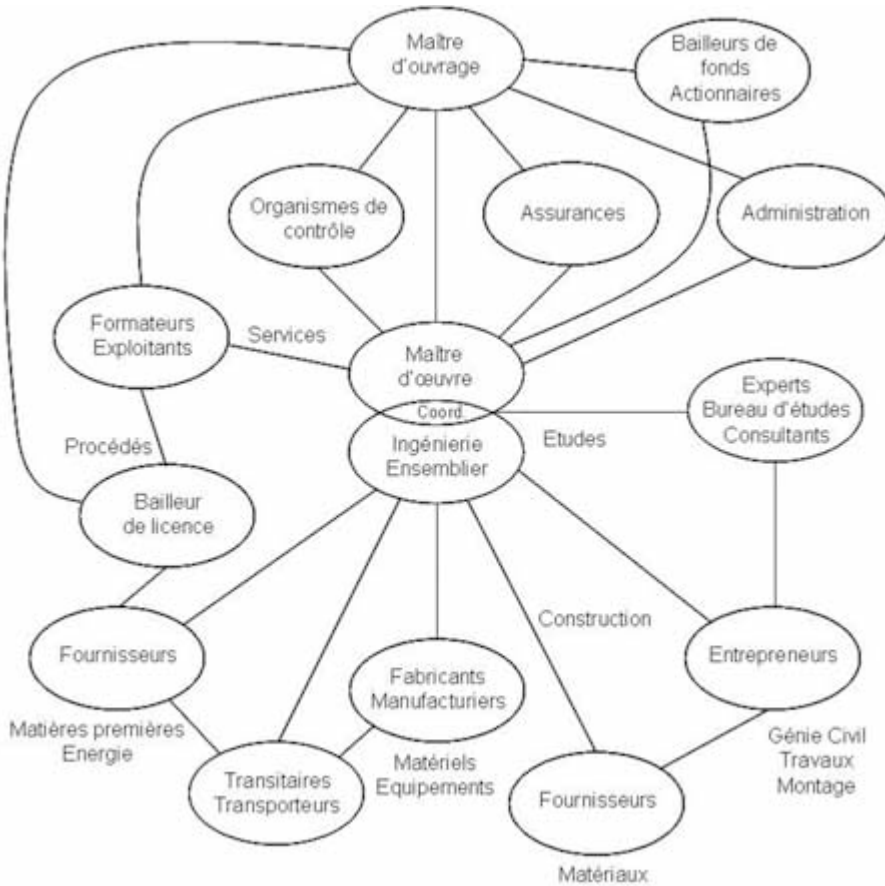 Maître
d'ouvrage
Bailleurs de
fonds
Actionnaires
Organismes de
contrôle
Assurances
Administration
Formateurs
Exploitants
Services
Maître
d'œuvre
Coord.
Ingénierie
Ensemblier
Etudes
Experts
Bureau d'études
Consultants
Procédés
Bailleur
de licence
Construction
Fournisseurs
Matières premières
Energie
Fabricants
Manufacturiers
Matériels
Equipements
Entrepreneurs
Génie Civil
Travaux
Montage
Transitaires
Transporteurs
Fournisseurs
Matériaux